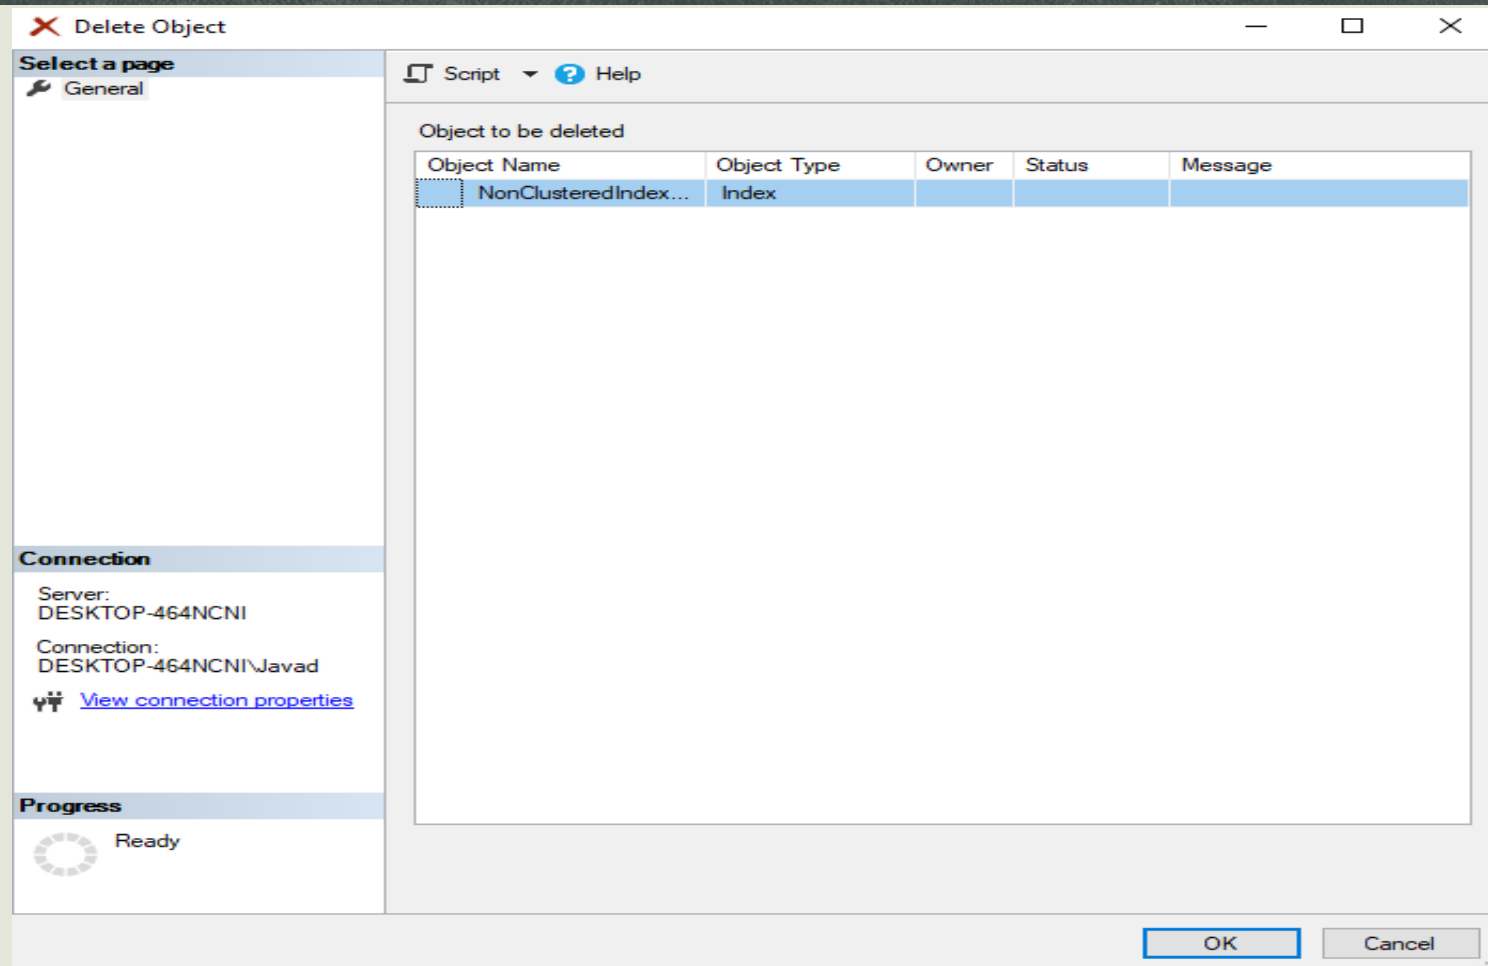 Delete Object
Select a page
General
Script
Help
Object to be deleted
Object Name Object Type Owner Status Message
NonClusteredIndex... Index
Connection
Server:
DESKTOP-464NCNI
Connection:
DESKTOP-464NCNI\Javad
View connection properties
Progress
Ready
OK
Cancel